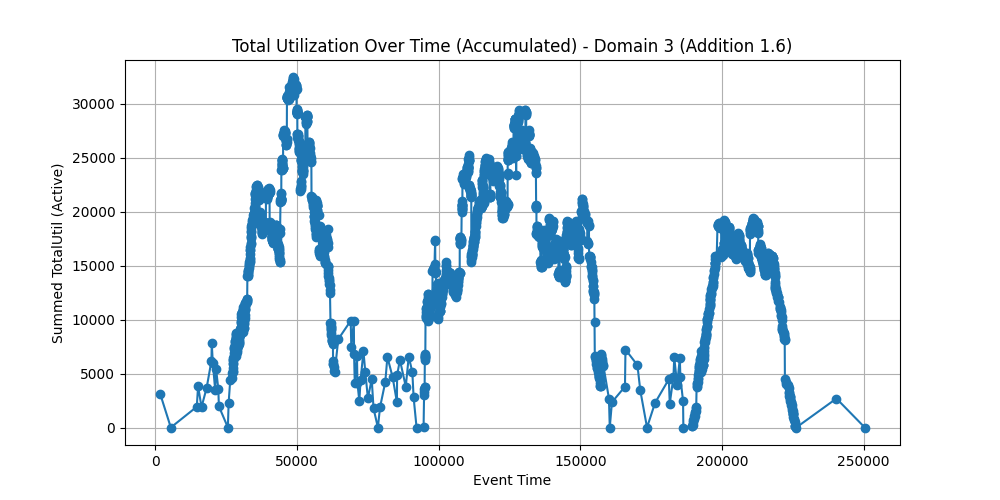 Total Utilization Over Time (Accumulated) - Domain 3 (Addition 1.6)
Summed TotalUtil (Active)
30000
25000
20000
15000
10000
5000
0
0 50000 100000 150000 200000 250000
Event Time